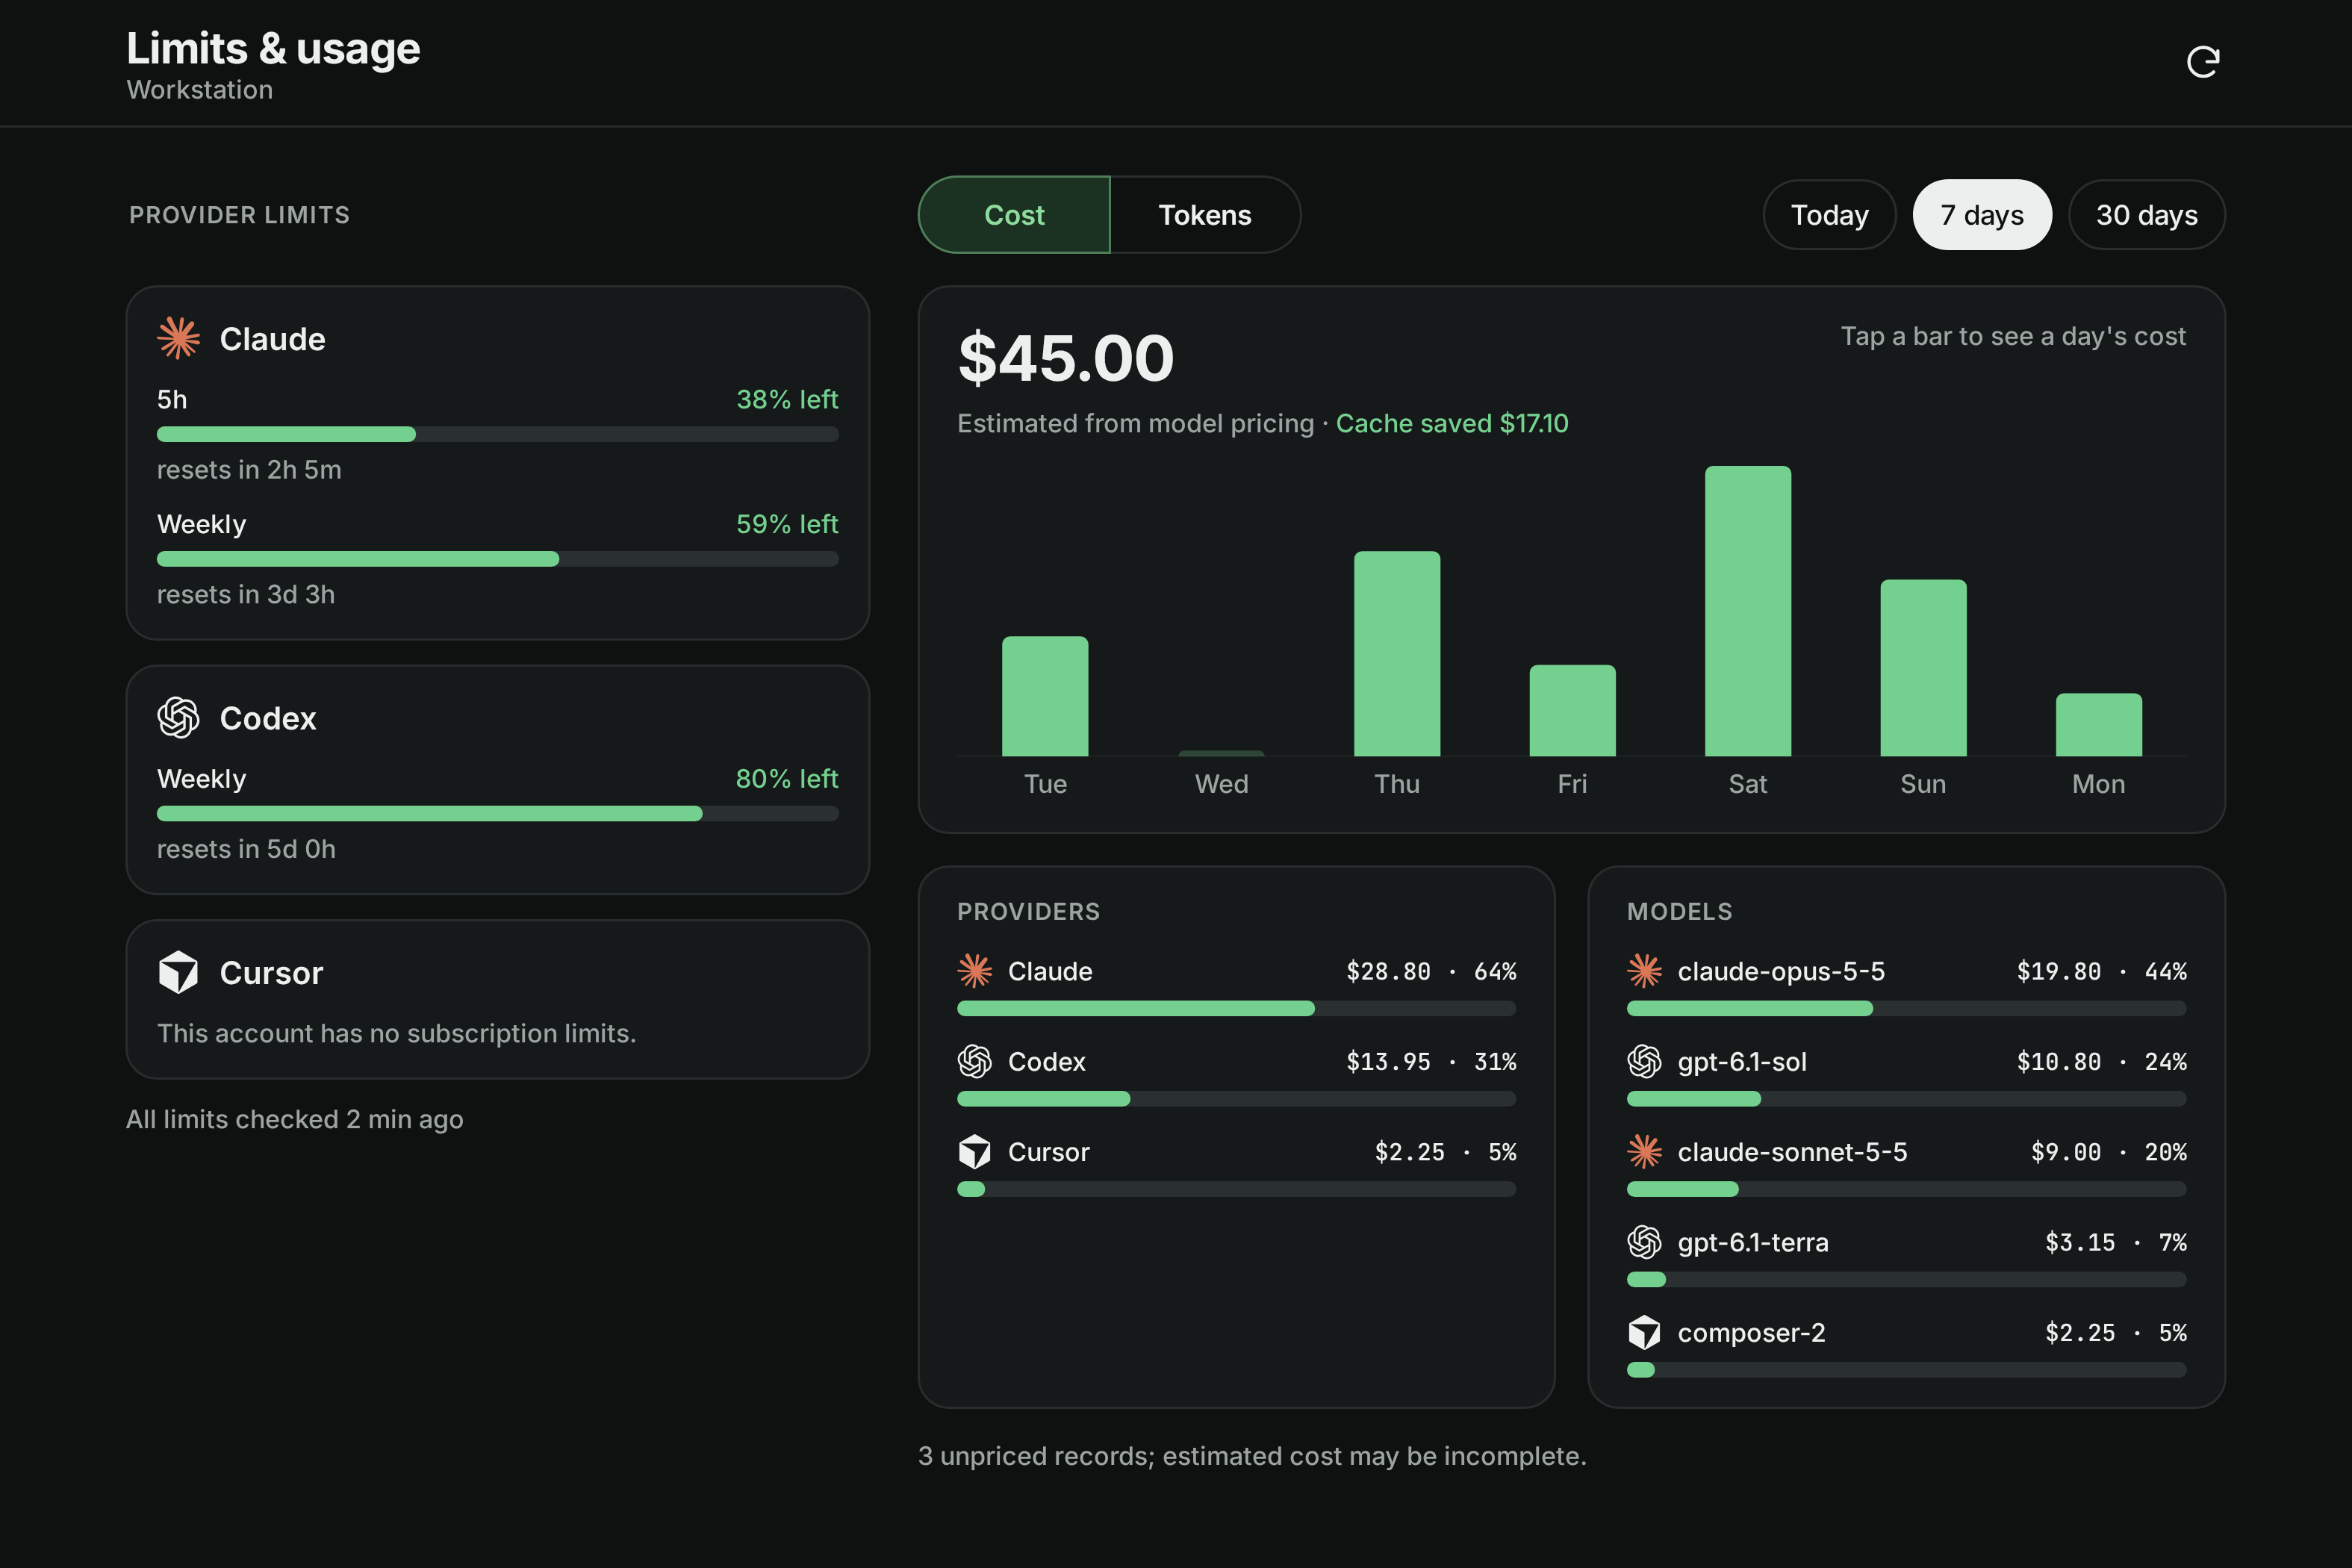 Limits & usage
Workstation
PROVIDER LIMITS
Claude
5h 38% left
resets in 2h 5m
Weekly 59% left
resets in 3d 3h
Codex
Weekly 80% left
resets in 5d 0h
Cursor
This account has no subscription limits.
All limits checked 2 min ago
Cost Tokens
Today 7 days 30 days
$45.00
Tap a bar to see a day's cost
Estimated from model pricing · Cache saved $17.10
Tue Wed Thu Fri Sat Sun Mon
PROVIDERS
Claude $28.80 · 64%
Codex $13.95 · 31%
Cursor $2.25 · 5%
MODELS
claude-opus-5-5 $19.80 · 44%
gpt-6.1-sol $10.80 · 24%
claude-sonnet-5-5 $9.00 · 20%
gpt-6.1-terra $3.15 · 7%
composer-2 $2.25 · 5%
3 unpriced records; estimated cost may be incomplete.